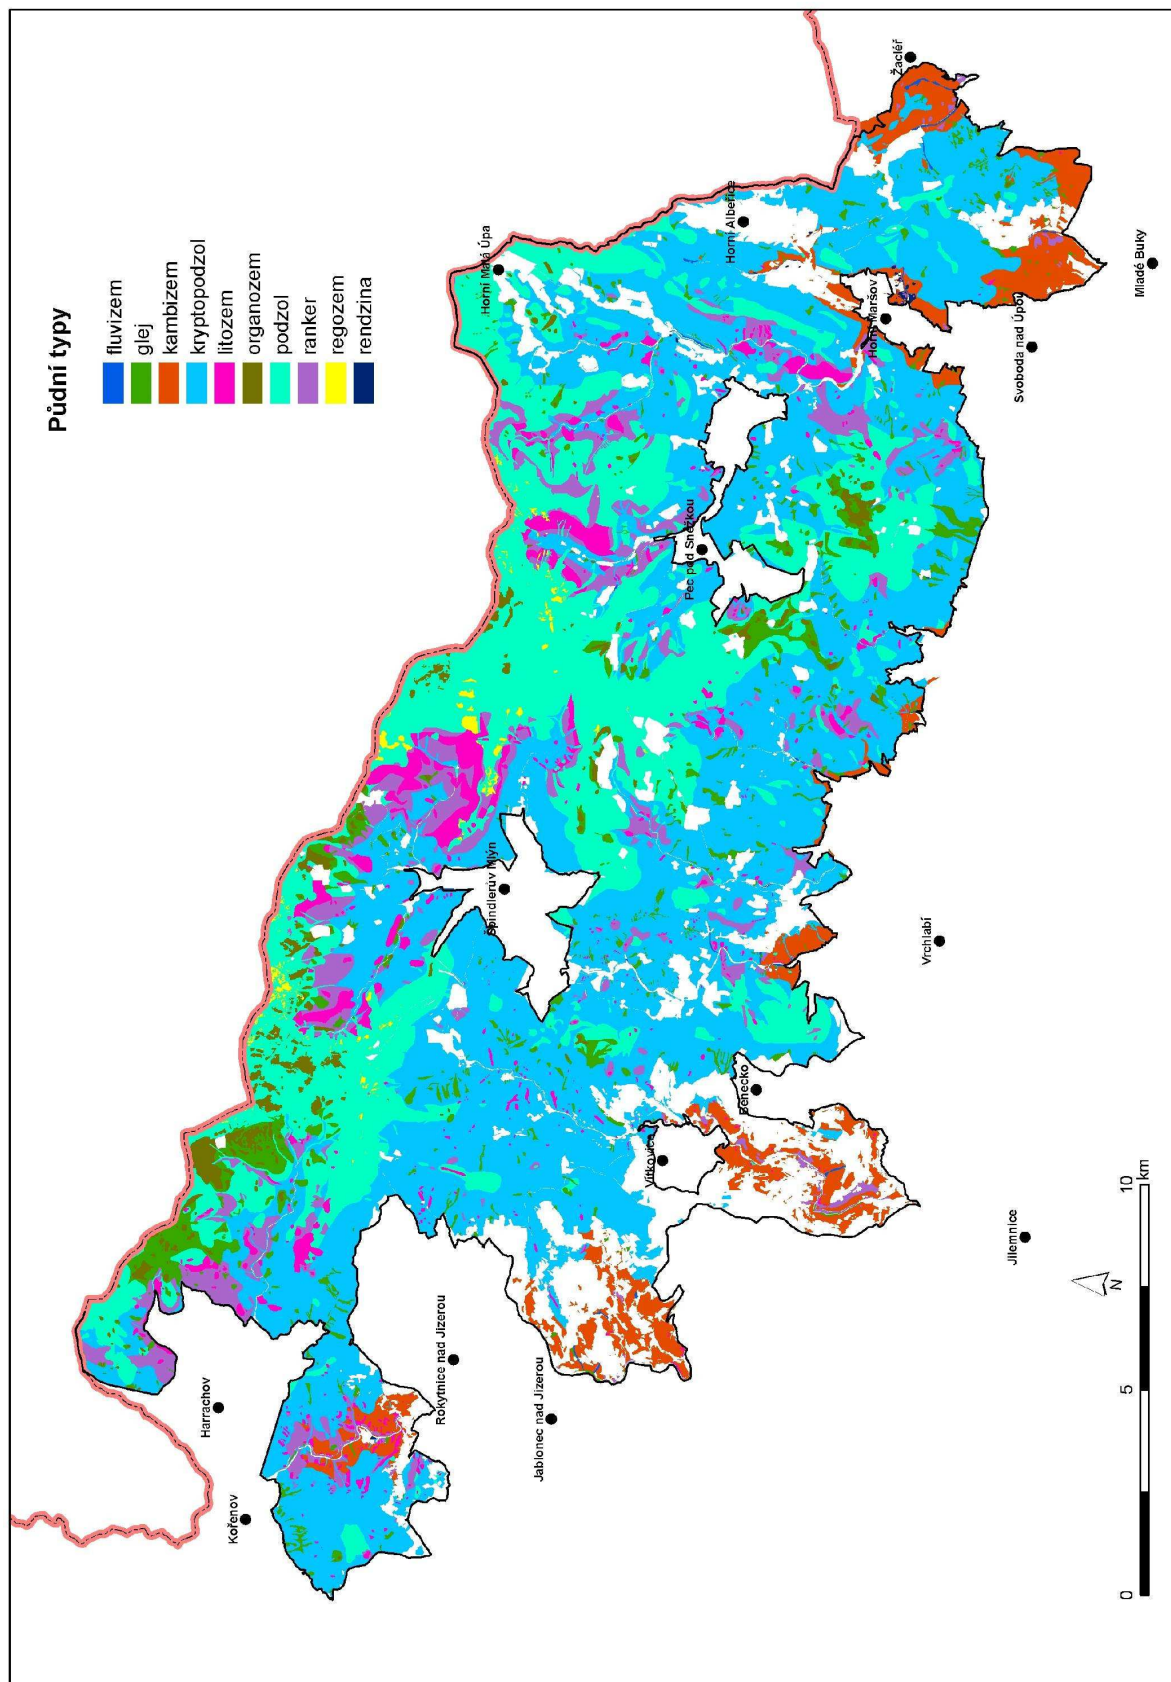 Půdní typy
fluvizem
glej
kambizem
kryptopodzol
litozem
organozem
podzol
ranker
regozem
rendzina
Žacléř
Horní Malá Úpa
Horní Albeřice
Mladé Buky
Horní Maršov
Svoboda nad Úpou
Pec pod Sněžkou
Špindlerův Mlýn
Vrchlabí
Benecko
Vítkovice
Jilemnice
Harrachov
Rokytnice nad Jizerou
Jablonec nad Jizerou
Kořenov
N
0 5 10
km